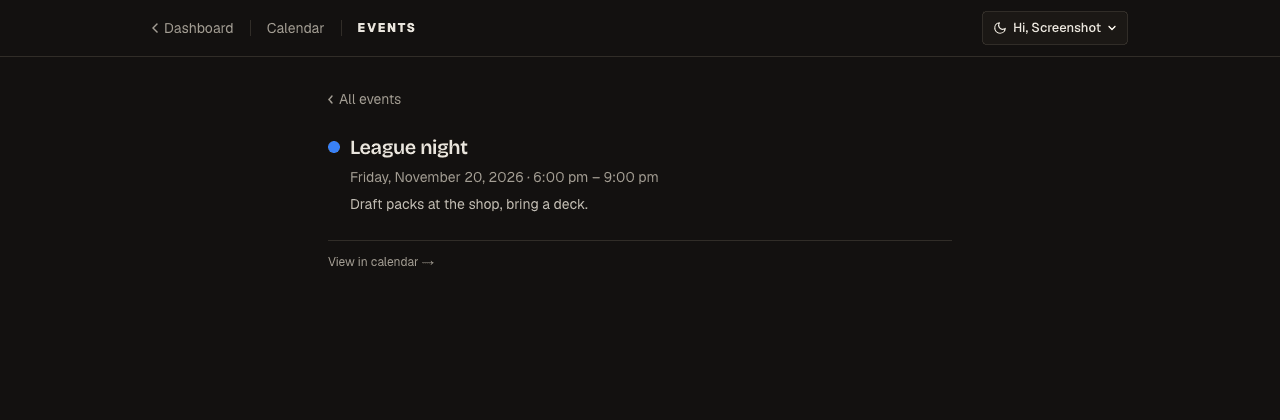 Dashboard
Calendar
EVENTS
Hi, Screenshot
All events
League night
Friday, November 20, 2026 · 6:00 pm – 9:00 pm
Draft packs at the shop, bring a deck.
View in calendar →